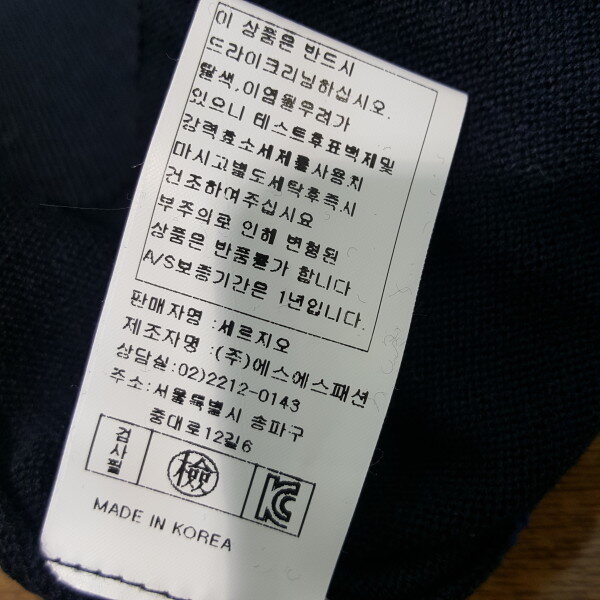 이 상품은 반드시
드라이크리닝하십시오.
탈색,이염될우려가
있으니 테스트후표백제및
강력효소세제를사용치
마시고별도세탁후즉시
건조하여주십시요
부주의로 인해 변형된
상품은 반품률가 합니다
A/S보증기간은 1년입니다.
판매자명 :세르지오
제조자명 :(주)에스에스패션
상담실:02)2212-0143
주소:서울특별시 송파구
중대로12길6
검사필 檢 KC
MADE IN KOREA